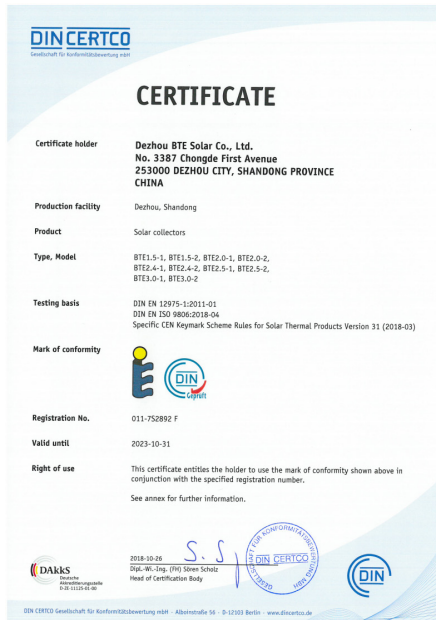 DIN CERTCO
Gesellschaft für Konformitätsbewertung mbH
CERTIFICATE
Certificate holder
Dezhou BTE Solar Co., Ltd.
No. 3387 Chongde First Avenue
253000 DEZHOU CITY, SHANDONG PROVINCE
CHINA
Production facility
Dezhou, Shandong
Product
Solar collectors
Type, Model
BTE1.5-1, BTE1.5-2, BTE2.0-1, BTE2.0-2,
BTE2.4-1, BTE2.4-2, BTE2.5-1, BTE2.5-2,
BTE3.0-1, BTE3.0-2
Testing basis
DIN EN 12975-1:2011-01
DIN EN ISO 9806:2018-04
Specific CEN Keymark Scheme Rules for Solar Thermal Products Version 31 (2018-03)
Mark of conformity
DIN
Geprüft
Registration No.
011-7S2892 F
Valid until
2023-10-31
Right of use
This certificate entitles the holder to use the mark of conformity shown above in
conjunction with the specified registration number.
See annex for further information.
DAkkS
Deutsche
Akkreditierungsstelle
D-ZE-11125-01-00
2018-10-26
Dipl.-Wi.-Ing. (FH) Sören Scholz
Head of Certification Body
GESELLSCHAFT FÜR KONFORMITÄTSBEWERTUNG MBH
DIN CERTCO
DIN
DIN CERTCO Gesellschaft für Konformitätsbewertung mbH - Alboinstraße 56 - D-12103 Berlin - www.dincertco.de